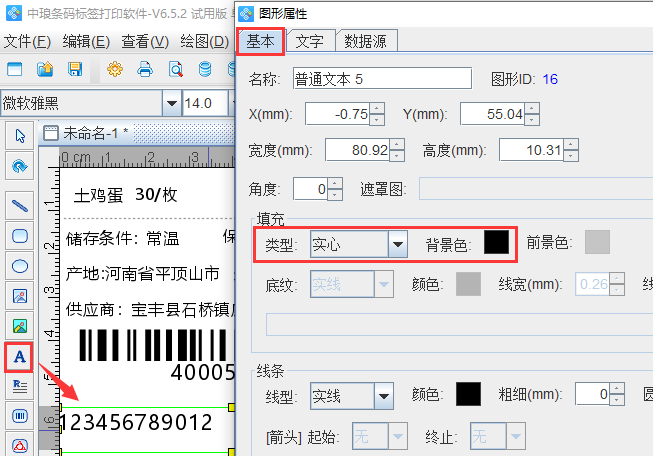 中琅条码标签打印软件-V6.5.2 试用版
文件(F) 编辑(E) 查看(V) 绘图(D)
微软雅黑 14.0
未命名-1 *
0 cm 1 2 3
1
2
3
4
5
6
土鸡蛋 30/枚
储存条件：常温 保
产地:河南省平顶山市
供应商：宝丰县石桥镇
40005
123456789012
A
R
A
图形属性
基本 文字 数据源
名称: 普通文本 5 图形ID: 16
X(mm): -0.75 Y(mm): 55.04
宽度(mm): 80.92 高度(mm): 10.31
角度: 0 遮罩图:
填充
类型: 实心 背景色: 前景色:
底纹: 实线 颜色: 线宽(mm): 0.26 线
线条
线型: 实线 颜色: 粗细(mm): 0 圆
[箭头] 起始: 无 终止: 无